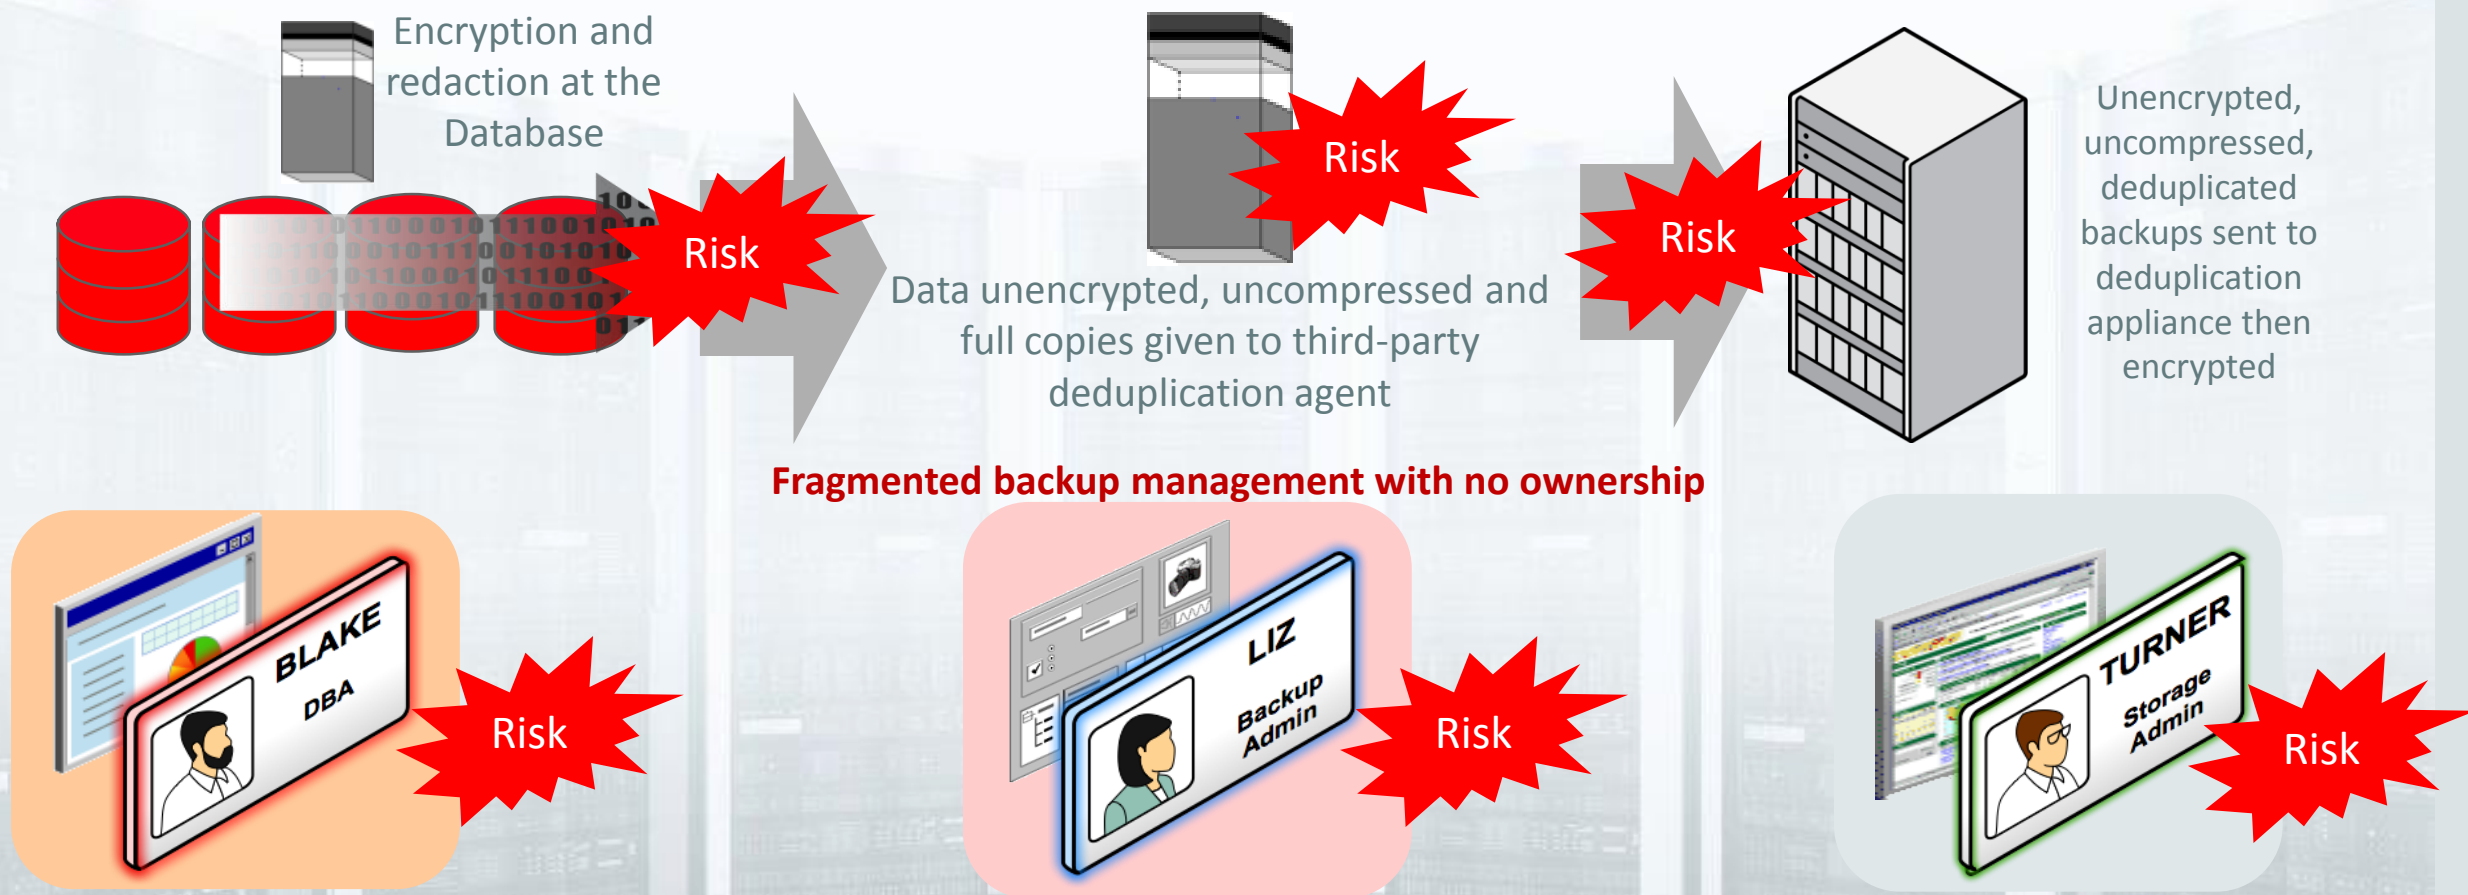 Encryption and
redaction at the
Database
Risk
Risk
Data unencrypted, uncompressed and
full copies given to third-party
deduplication agent
Risk
Unencrypted,
uncompressed,
deduplicated
backups sent to
deduplication
appliance then
encrypted
Fragmented backup management with no ownership
BLAKE
DBA
Risk
LIZ
Backup
Admin
Risk
TURNER
Storage
Admin
Risk